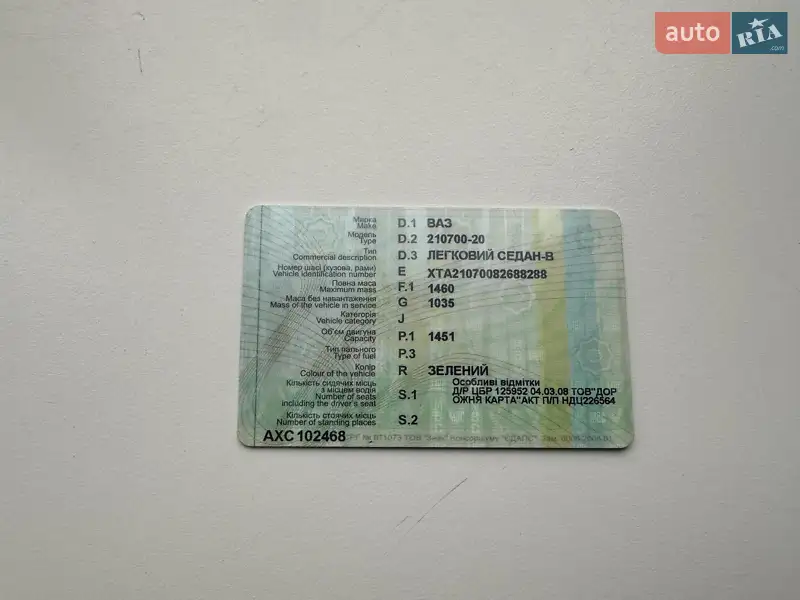 auto RIA .com
Марка
Make
D.1 ВАЗ
Модель
Type
D.2 210700-20
Тип
Commercial description
D.3 ЛЕГКОВИЙ СЕДАН-В
Номер шасі (кузова, рами)
Vehicle identification number
E XTA21070082688288
Повна маса
Maximum mass
F.1 1460
Маса без навантаження
Mass of the vehicle in service
G 1035
Категорія
Vehicle category
J
Об'єм двигуна
Capacity
P.1 1451
Тип пального
Type of fuel
P.3
Колір
Colour of the vehicle
R ЗЕЛЕНИЙ
Кількість сидячих місць
з місцем водія
Number of seats
including the driver's seat
S.1
Особливі відмітки
Д/Р ЦБР 125952 04.03.08 ТОВ"ДОР
ОЖНЯ КАРТА"АКТ П/П НДЦ226564
Кількість стоячих місць
Number of standing places
S.2
АХС 102468